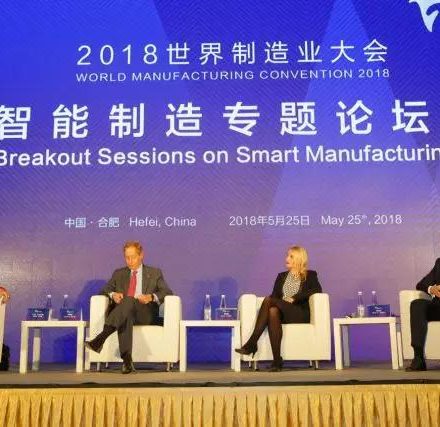 2018世界制造业大会
WORLD MANUFACTURING CONVENTION 2018
智能制造专题论坛
Breakout Sessions on Smart Manufacturin
中国·合肥 Hefei, China 2018年5月25日 May 25th, 2018